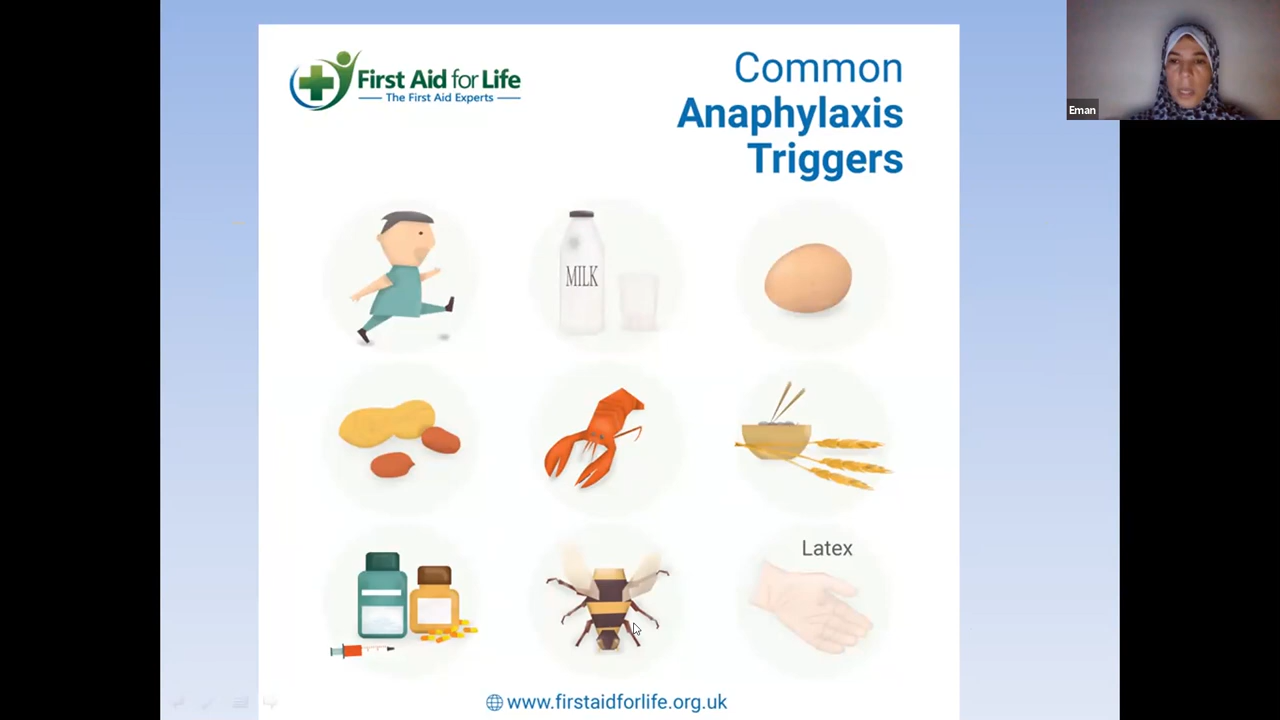 First Aid for Life
The First Aid Experts
Common
Anaphylaxis
Triggers
Eman
MILK
Latex
www.firstaidforlife.org.uk